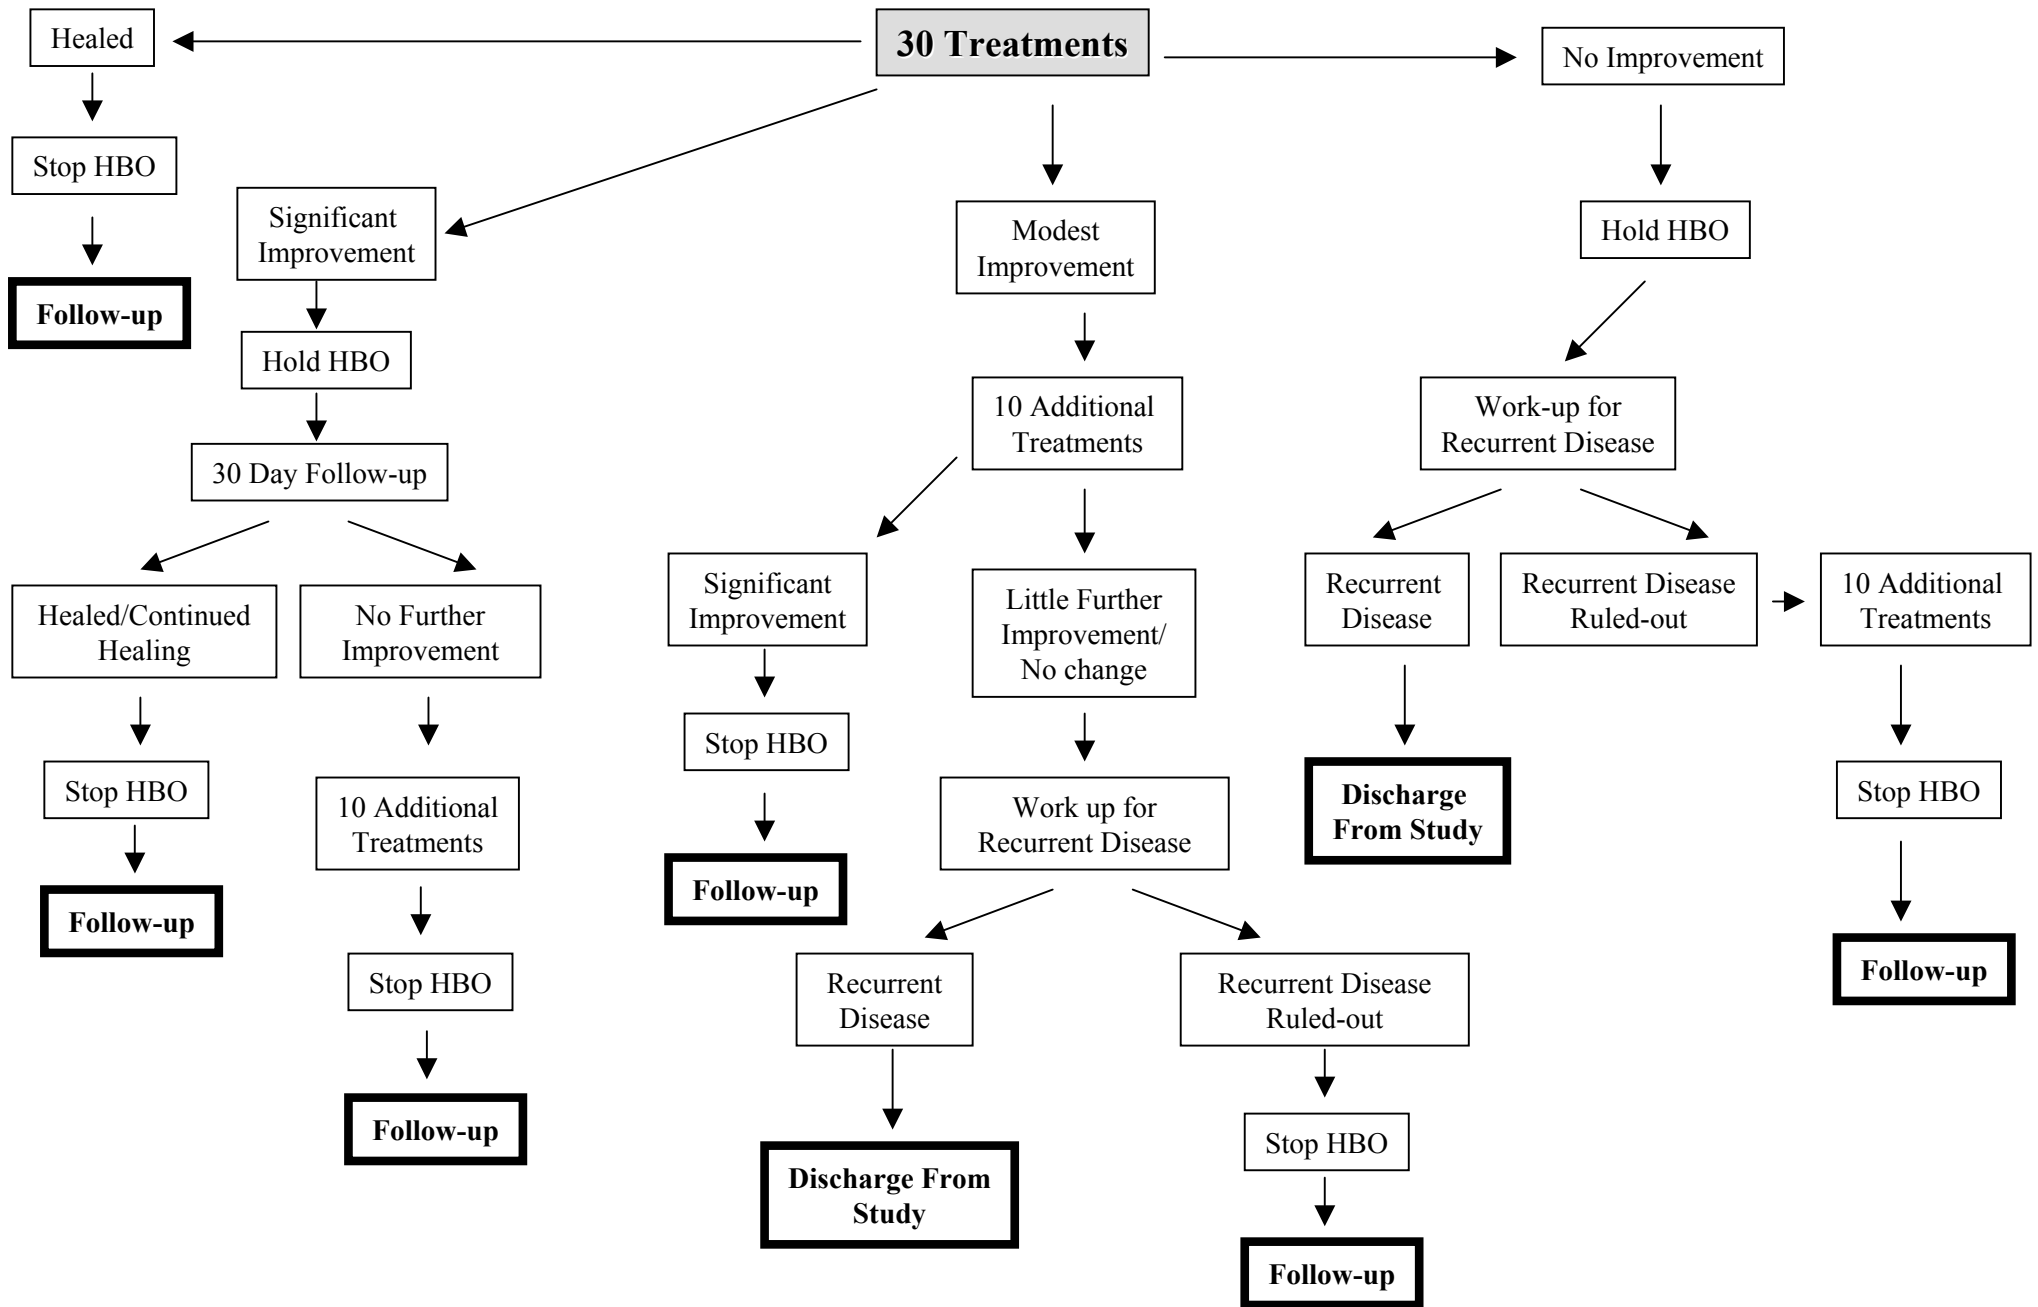 Healed
30 Treatments
No Improvement
Stop HBO
Significant
Improvement
Modest
Improvement
Hold HBO
Follow-up
Hold HBO
10 Additional
Treatments
Work-up for
Recurrent Disease
30 Day Follow-up
Healed/Continued
Healing
No Further
Improvement
Significant
Improvement
Little Further
Improvement/
No change
Recurrent
Disease
Recurrent Disease
Ruled-out
10 Additional
Treatments
Stop HBO
10 Additional
Treatments
Stop HBO
Work up for
Recurrent Disease
Discharge
From Study
Stop HBO
Follow-up
Follow-up
Stop HBO
Recurrent
Disease
Recurrent Disease
Ruled-out
Follow-up
Follow-up
Discharge From
Study
Stop HBO
Follow-up